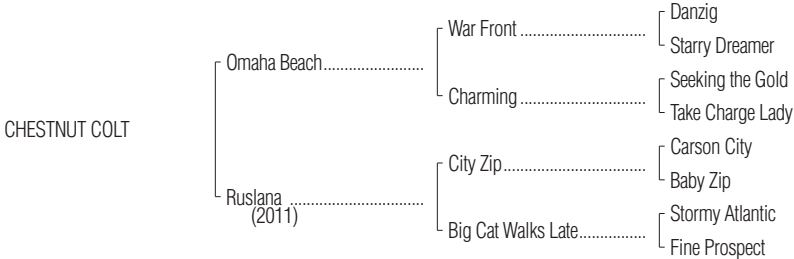 Danzig
War Front ..............................
Starry Dreamer
Omaha Beach........................
Seeking the Gold
Charming ..............................
Take Charge Lady
CHESTNUT COLT
Carson City
City Zip..................................
Baby Zip
Ruslana ................................
(2011)
Stormy Atlantic
Big Cat Walks Late................
Fine Prospect